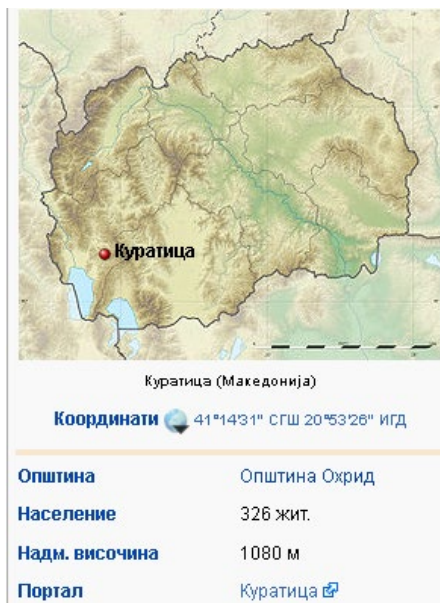 Куратица
Куратица (Македонија)
Координати 41°14′31″ СГШ 20°53′26″ ИГД
Општина Општина Охрид
Население 326 жит.
Надм. височина 1080 м
Портал Куратица